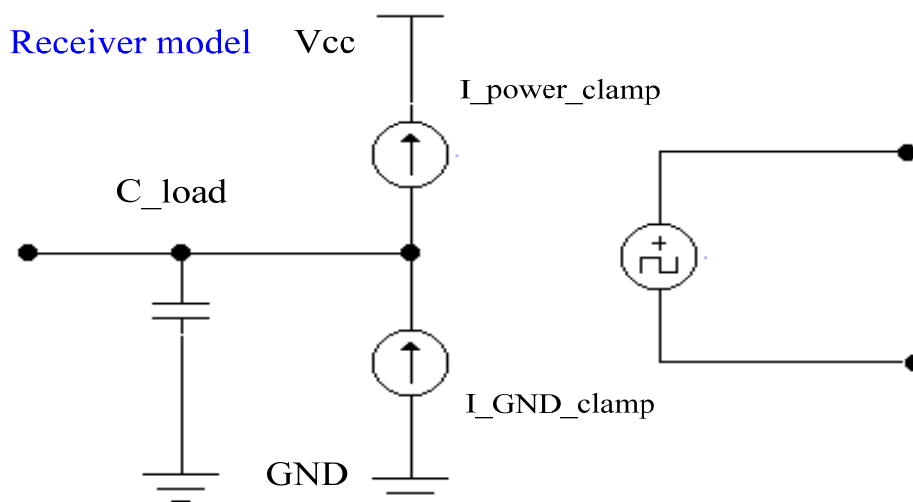 Receiver model
Vcc
I_power_clamp
C_load
I_GND_clamp
GND